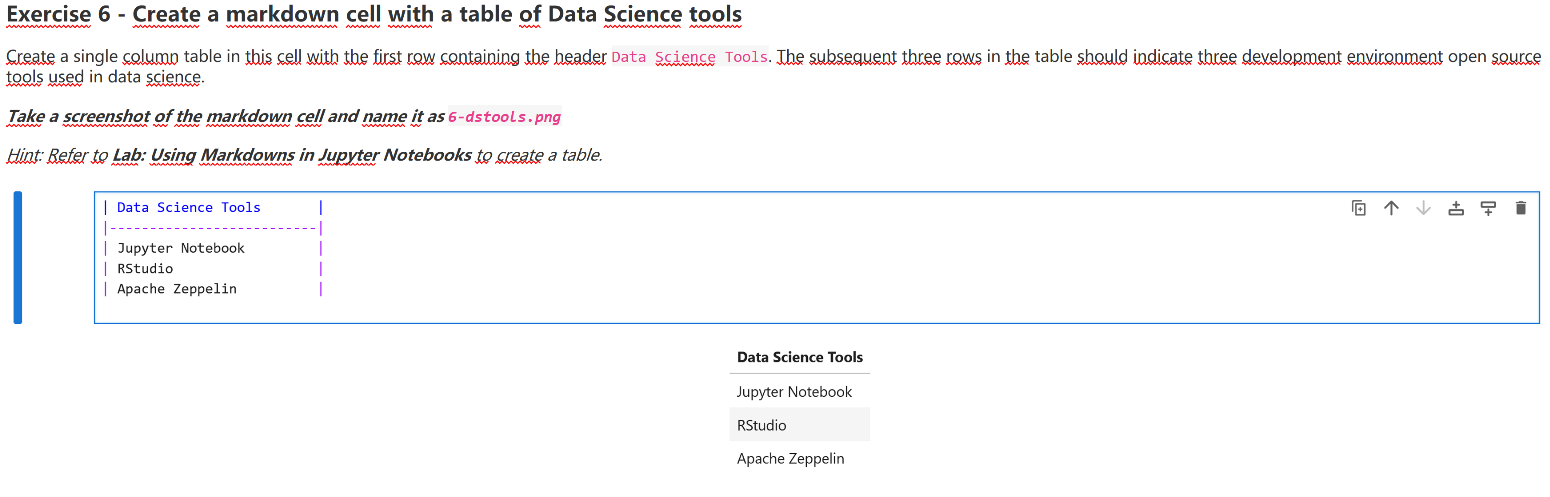 Exercise 6 - Create a markdown cell with a table of Data Science tools
Create a single column table in this cell with the first row containing the header Data Science Tools. The subsequent three rows in the table should indicate three development environment open source
tools used in data science.
Take a screenshot of the markdown cell and name it as 6-dstools.png
Hint: Refer to Lab: Using Markdowns in Jupyter Notebooks to create a table.
| Data Science Tools |
|--------------------------|
| Jupyter Notebook |
| RStudio |
| Apache Zeppelin |
Data Science Tools
Jupyter Notebook
RStudio
Apache Zeppelin